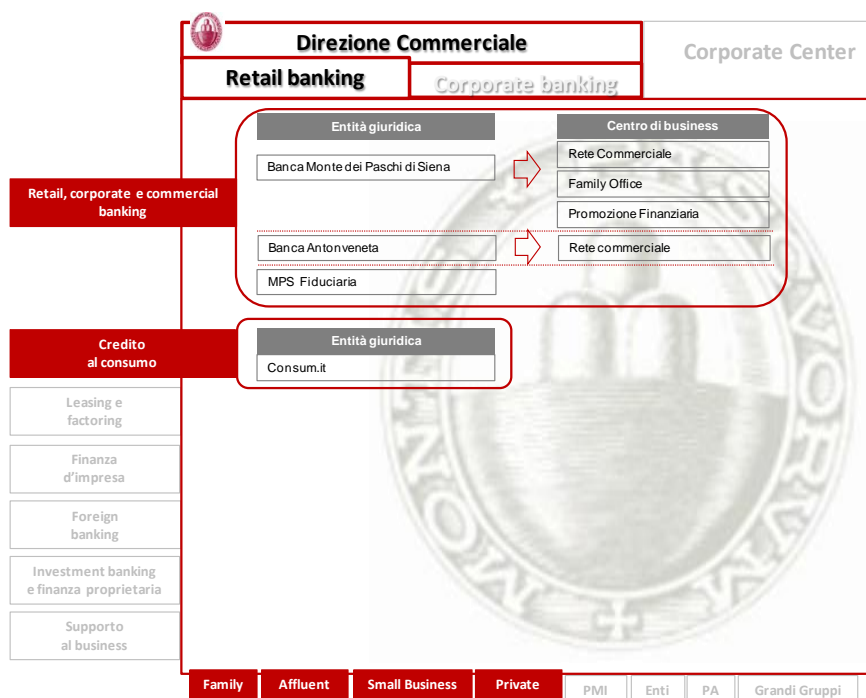 Direzione Commerciale
Corporate Center
Retail banking
Corporate banking
Entità giuridica
Centro di business
Banca Monte dei Paschi di Siena
Rete Commerciale
Family Office
Promozione Finanziaria
Retail, corporate e commercial
banking
Banca Antonveneta
Rete commerciale
MPS Fiduciaria
Credito
al consumo
Entità giuridica
Consum.it
Leasing e
factoring
Finanza
d'impresa
Foreign
banking
Investment banking
e finanza proprietaria
Supporto
al business
Family
Affluent
Small Business
Private
PMI
Enti
PA
Grandi Gruppi